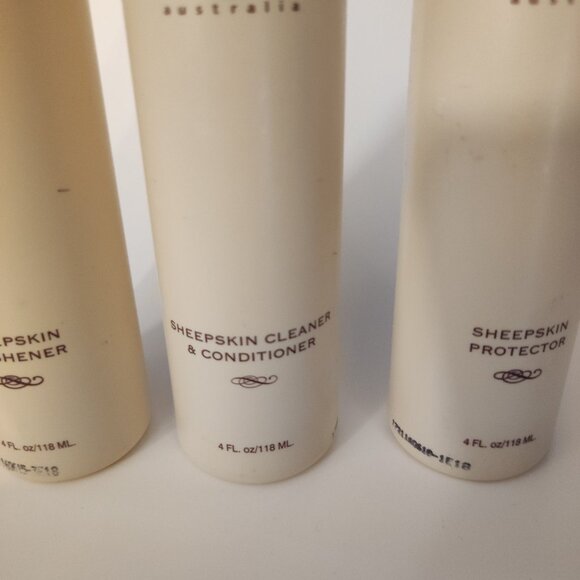 australia
EPSKIN
SHENER
4 FL. oz/118 ML.
SHEEPSKIN CLEANER
& CONDITIONER
4 FL. oz/118 ML.
SHEEPSKIN
PROTECTOR
4 FL. oz/118 ML.